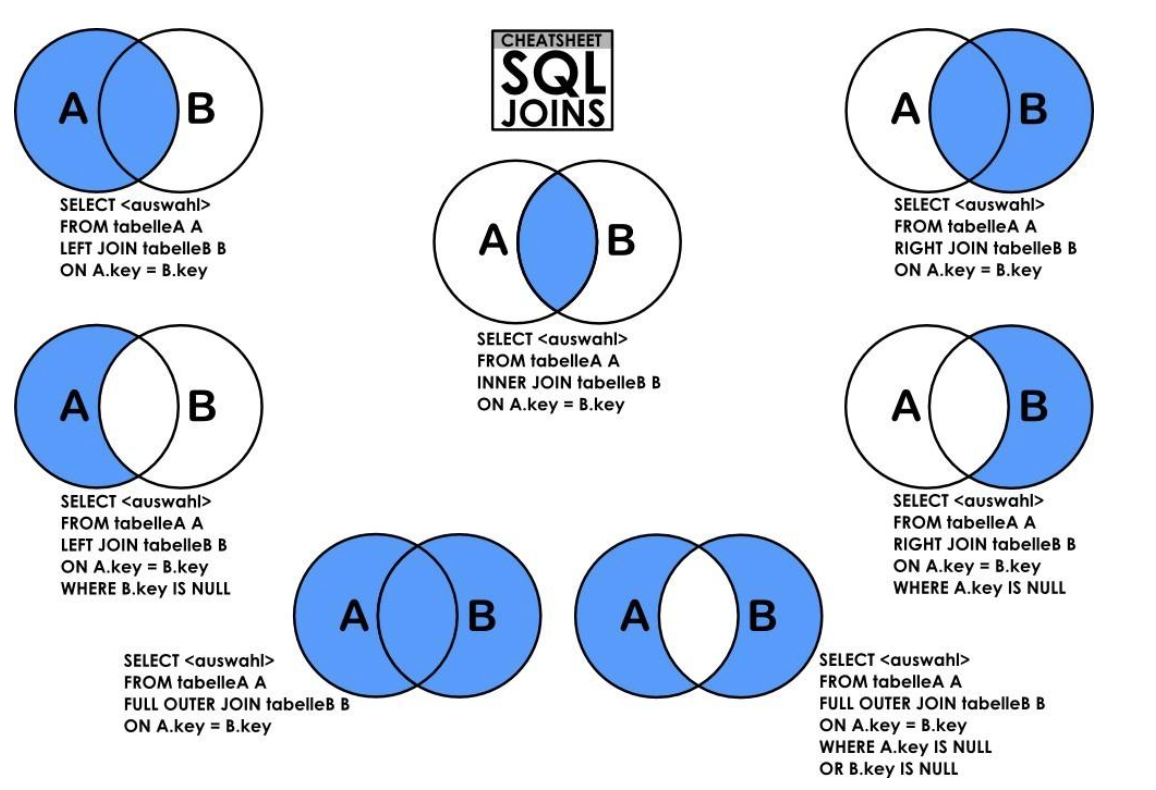 CHEATSHEET
SQL
JOINS
A B
SELECT <auswahl>
FROM tabelleA A
LEFT JOIN tabelleB B
ON A.key = B.key
A B
SELECT <auswahl>
FROM tabelleA A
INNER JOIN tabelleB B
ON A.key = B.key
A B
SELECT <auswahl>
FROM tabelleA A
RIGHT JOIN tabelleB B
ON A.key = B.key
A B
SELECT <auswahl>
FROM tabelleA A
LEFT JOIN tabelleB B
ON A.key = B.key
WHERE B.key IS NULL
A B
SELECT <auswahl>
FROM tabelleA A
RIGHT JOIN tabelleB B
ON A.key = B.key
WHERE A.key IS NULL
A B
SELECT <auswahl>
FROM tabelleA A
FULL OUTER JOIN tabelleB B
ON A.key = B.key
A B
SELECT <auswahl>
FROM tabelleA A
FULL OUTER JOIN tabelleB B
ON A.key = B.key
WHERE A.key IS NULL
OR B.key IS NULL